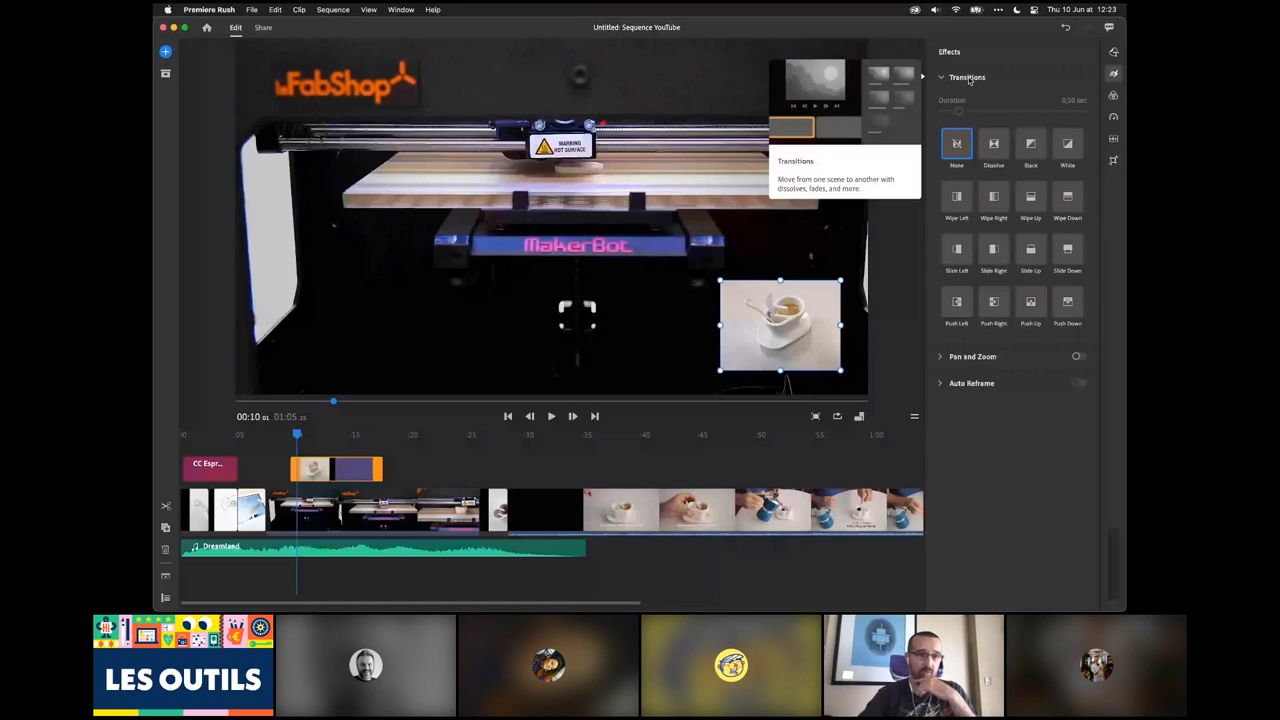 Premiere Rush File Edit Clip Sequence View Window Help
Thu 10 Jun at 12:23
Edit Share
Untitled: Sequence YouTube
FabShop
WARNING
HOT SURFACE
MakerBot
Transitions
Move from one scene to another with
dissolves, fades, and more.
Effects
Transitions
Duration 0,50 sec
None Dissolve Black White
Wipe Left Wipe Right Wipe Up Wipe Down
Slide Left Slide Right Slide Up Slide Down
Push Left Push Right Push Up Push Down
Pan and Zoom
Auto Reframe
00:10 01 01:05
:05 :15 :20 :25 :30 :35 :40 :45 :50 :55 1:00
CC Espr...
Dreamland
HI
LES OUTILS